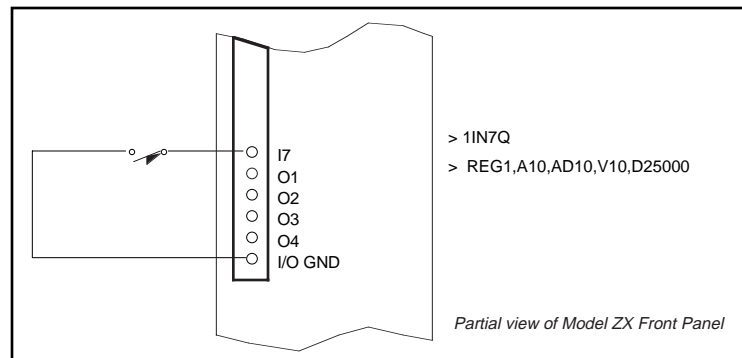 I7
O1
O2
O3
O4
I/O GND
> 1IN7Q
> REG1,A10,AD10,V10,D25000
Partial view of Model ZX Front Panel